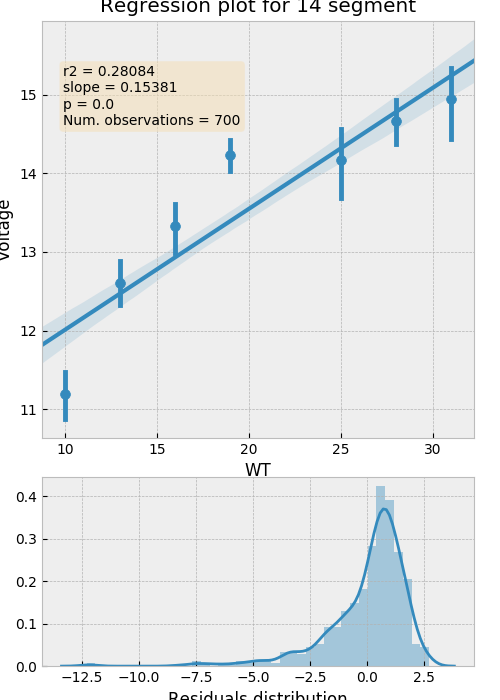 Regression plot for 14 segment
r2 = 0.28084
slope = 0.15381
p = 0.0
Num. observations = 700
Voltage
15
14
13
12
11
10 15 20 25 30
WT
0.4
0.3
0.2
0.1
0.0
−12.5 −10.0 −7.5 −5.0 −2.5 0.0 2.5
Residuals distribution